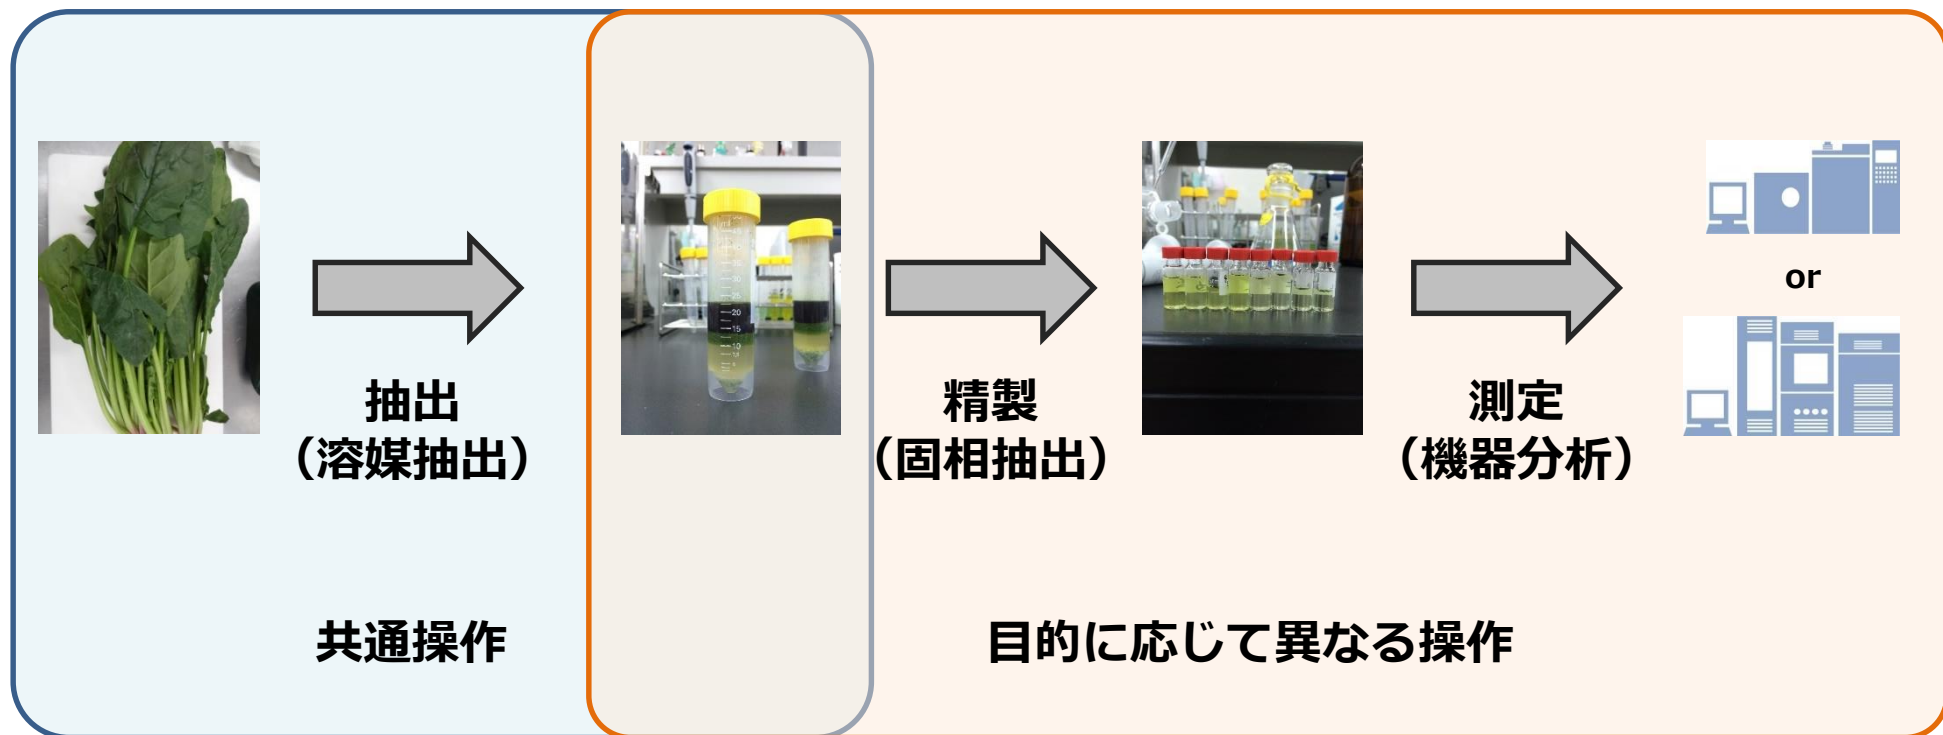 抽出
（溶媒抽出）
精製
（固相抽出）
測定
（機器分析）
or
共通操作
目的に応じて異なる操作